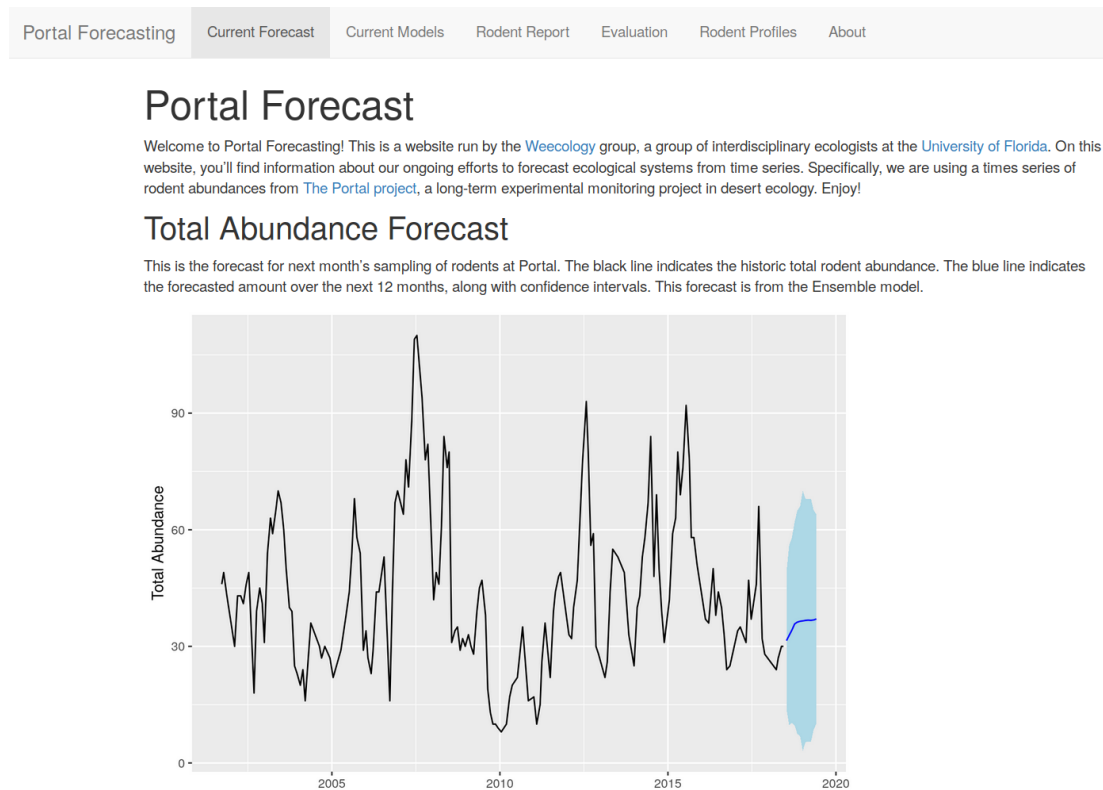 Portal Forecasting Current Forecast Current Models Rodent Report Evaluation Rodent Profiles About
Portal Forecast
Welcome to Portal Forecasting! This is a website run by the Weecology group, a group of interdisciplinary ecologists at the University of Florida. On this
website, you'll find information about our ongoing efforts to forecast ecological systems from time series. Specifically, we are using a times series of
rodent abundances from The Portal project, a long-term experimental monitoring project in desert ecology. Enjoy!
Total Abundance Forecast
This is the forecast for next month's sampling of rodents at Portal. The black line indicates the historic total rodent abundance. The blue line indicates
the forecasted amount over the next 12 months, along with confidence intervals. This forecast is from the Ensemble model.
Total Abundance
90
60
30
0
2005 2010 2015 2020